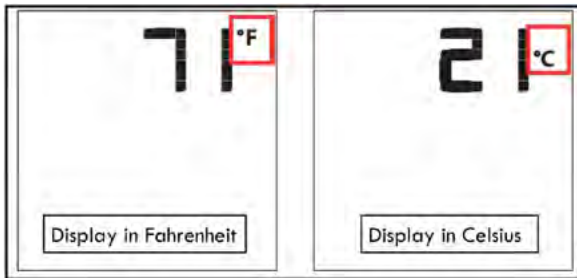 71 °F
Display in Fahrenheit
21 °C
Display in Celsius